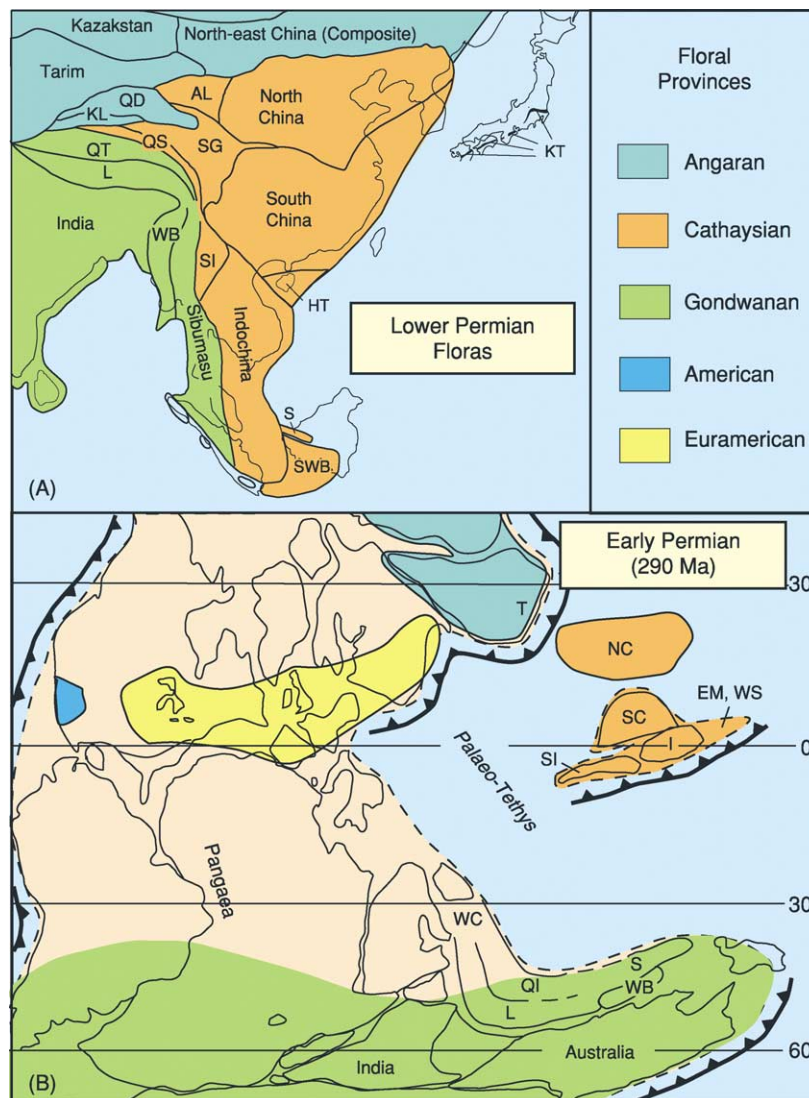 Kazakstan
North-east China (Composite)
Tarim
QD
AL
North
China
KL
QS
SG
QT
L
KT
South
China
India
WB
SI
HT
Sibumasu
Indochina
Lower Permian
Floras
S
SWB
(A)
Floral
Provinces
Angaran
Cathaysian
Gondwanan
American
Euramerican
Early Permian
(290 Ma)
30
T
NC
EM, WS
SC
I
0
SI
Palaeo-Tethys
Pangaea
30
WC
S
QI
WB
L
India
Australia
60
(B)